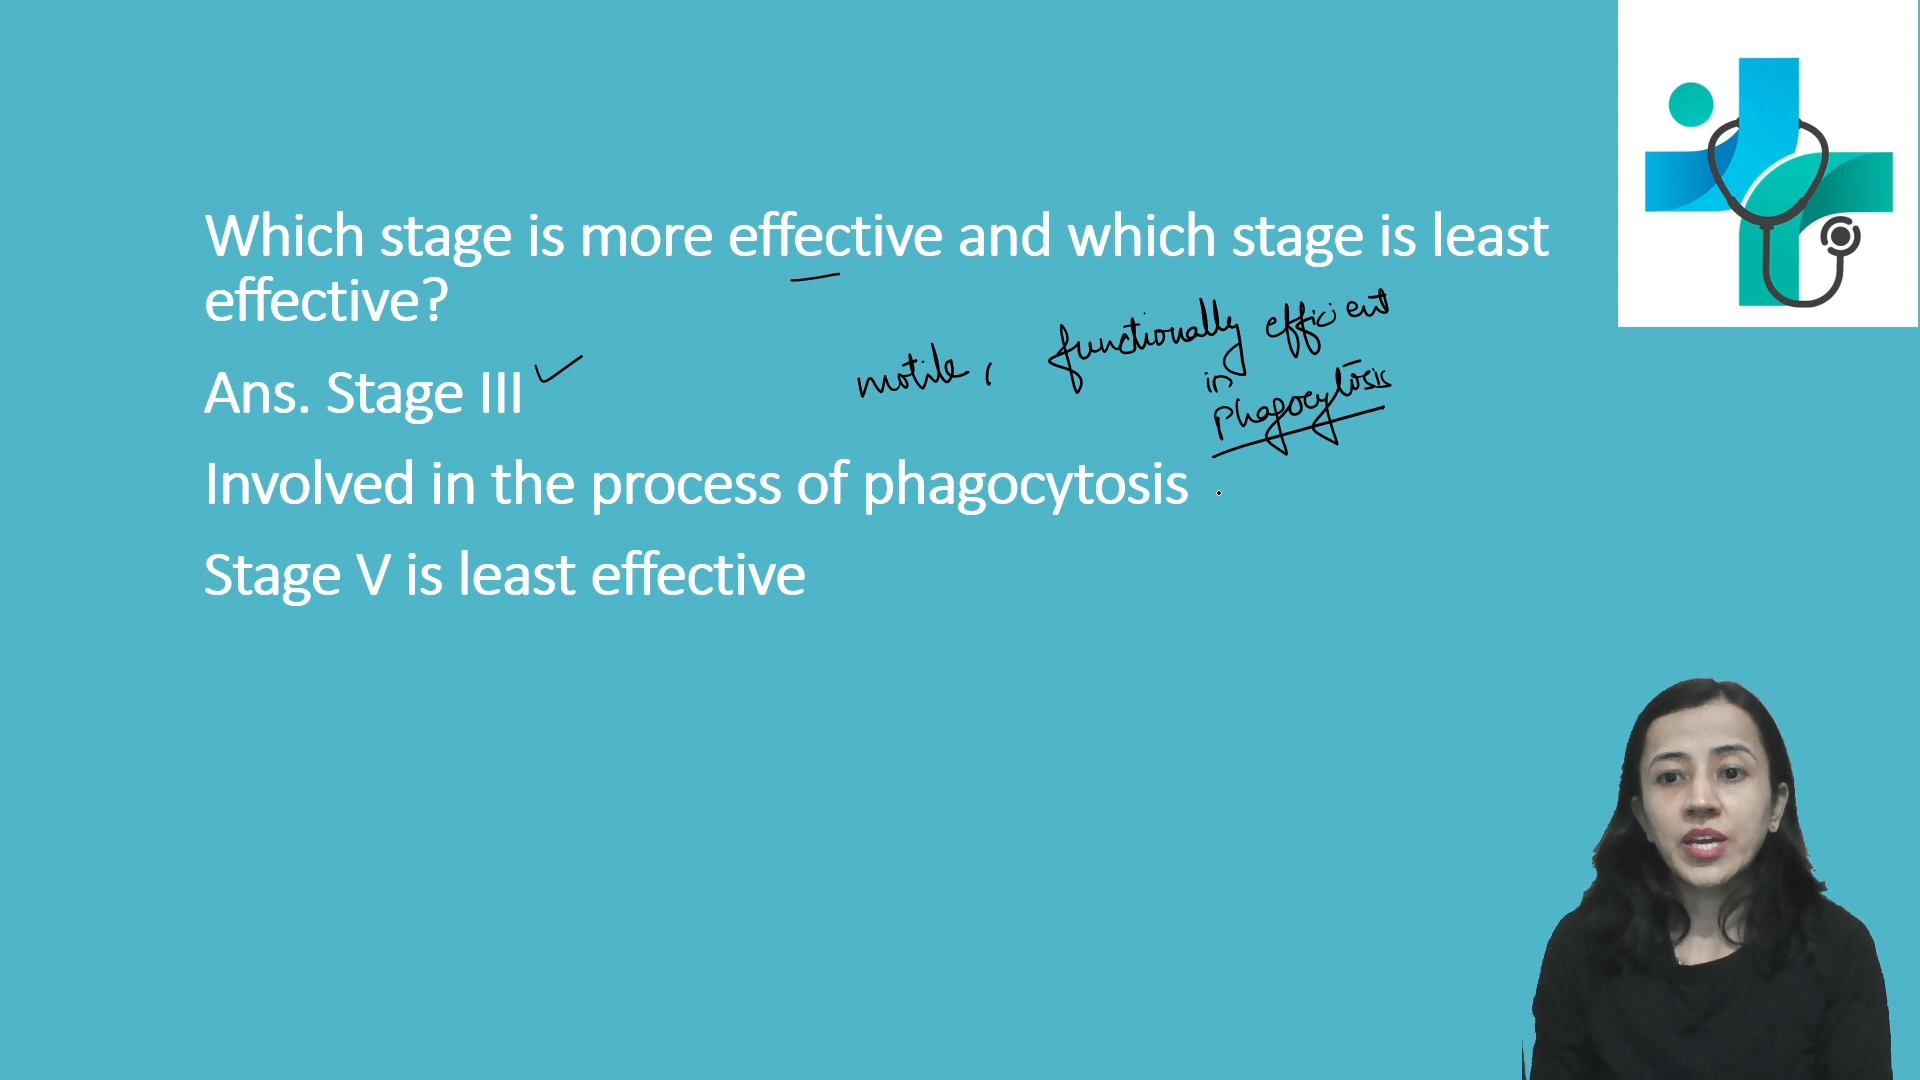 Which stage is more effective and which stage is least
effective?
motile, functionally efficient
in
phagocytosis
Ans. Stage III
Involved in the process of phagocytosis
Stage V is least effective